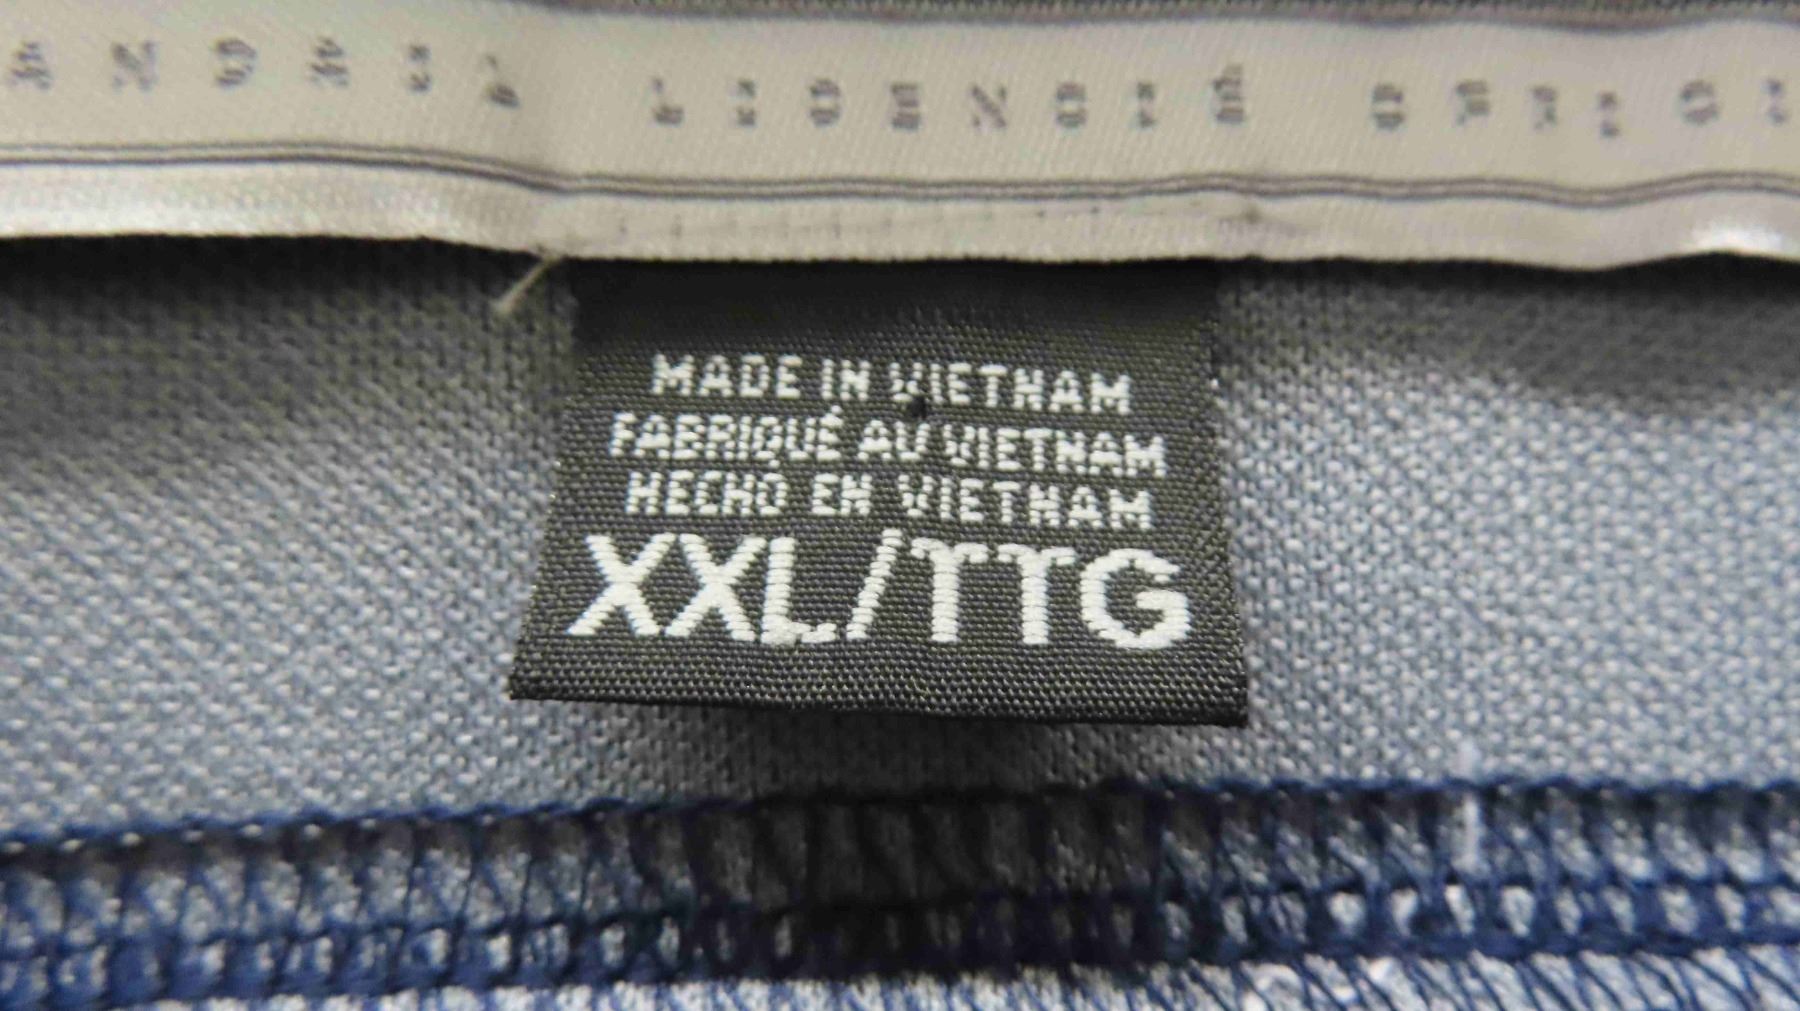 MADE IN VIETNAM
FABRIQUÉ AU VIETNAM
HECHO EN VIETNAM
XXL/TTG